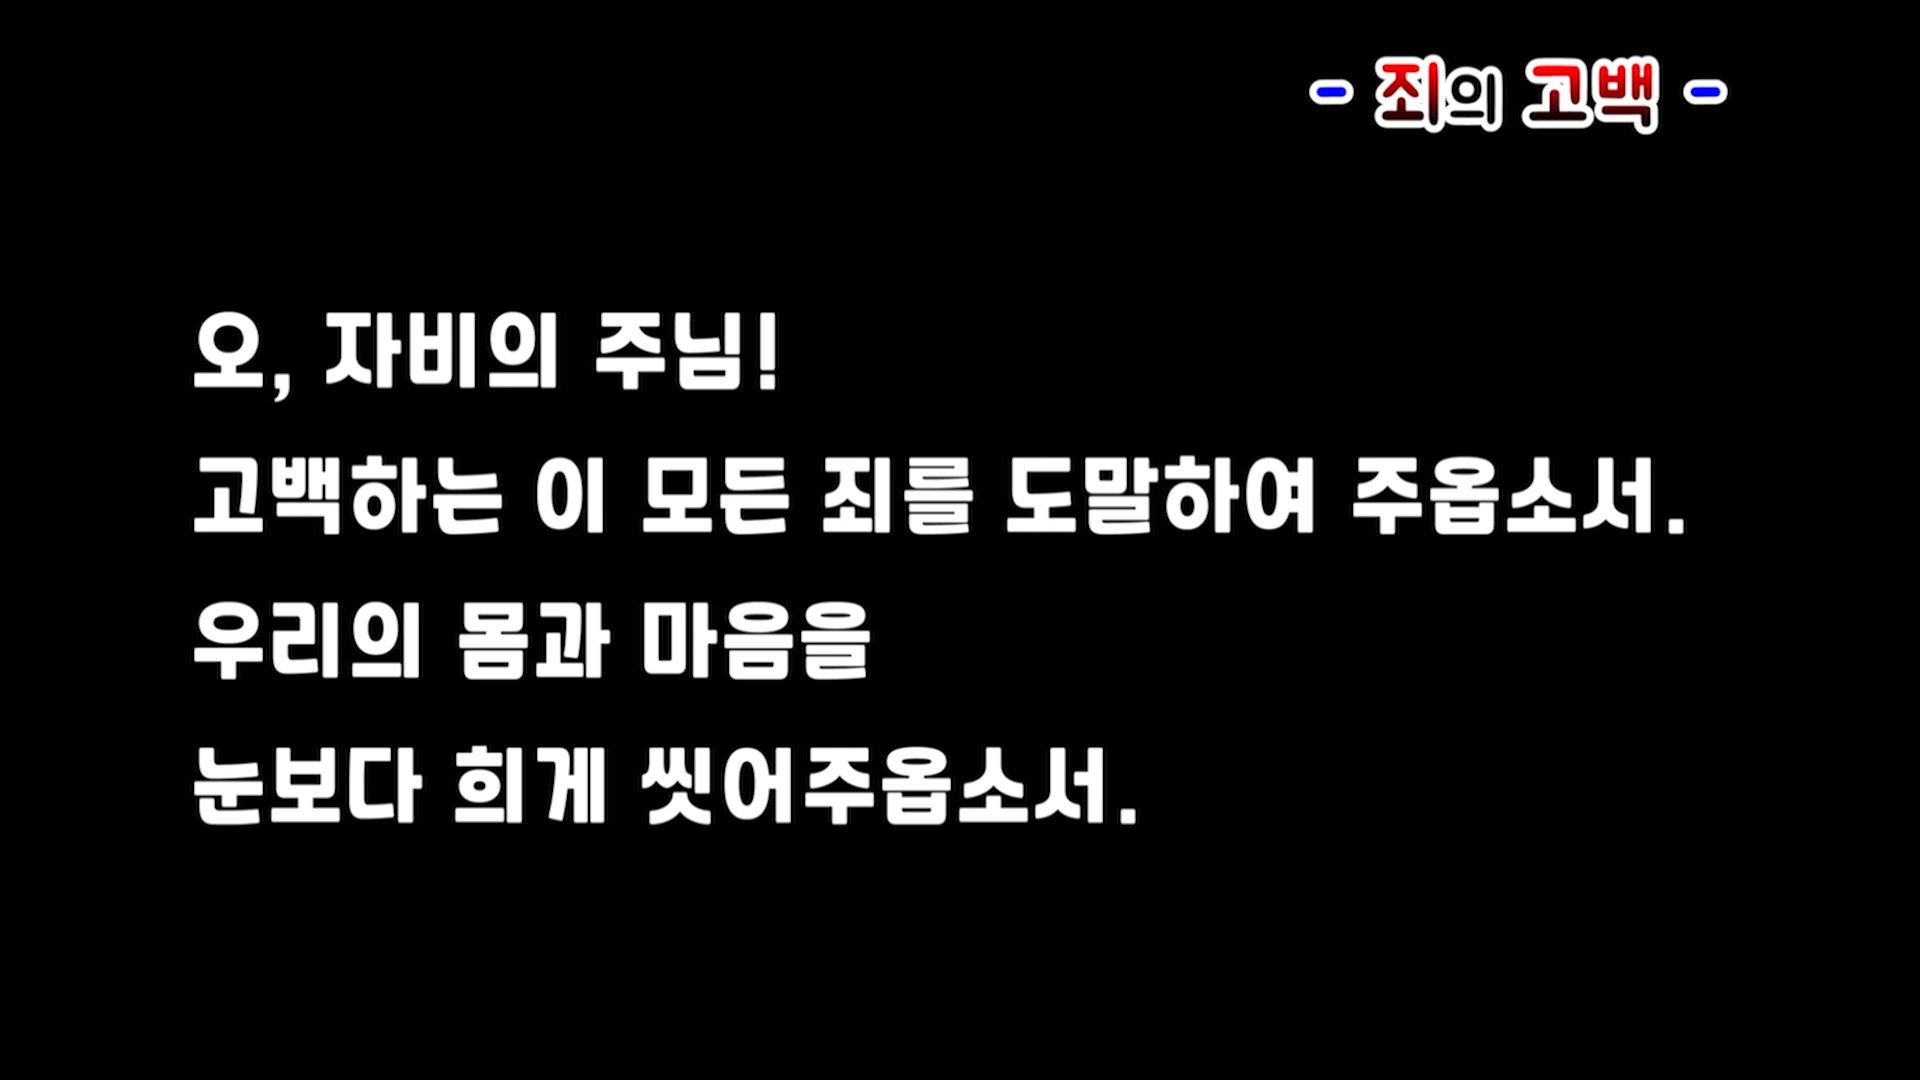 - 죄의 고백 -
오, 자비의 주님!
고백하는 이 모든 죄를 도말하여 주옵소서.
우리의 몸과 마음을
눈보다 희게 씻어주옵소서.